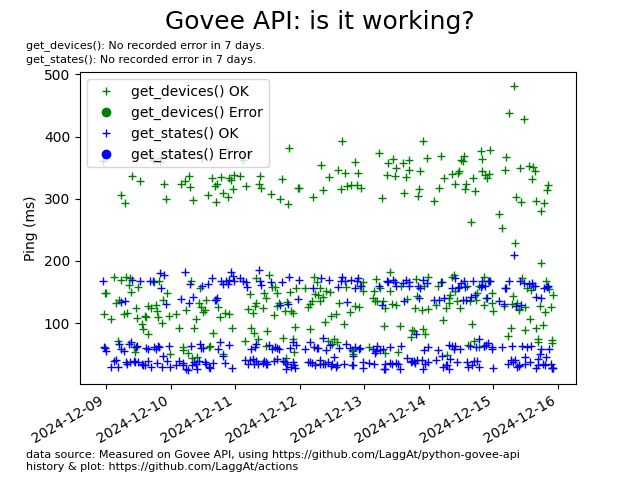 Govee API: is it working?
get_devices(): No recorded error in 7 days.
get_states(): No recorded error in 7 days.
get_devices() OK
get_devices() Error
get_states() OK
get_states() Error
Ping (ms)
500
400
300
200
100
2024-12-09
2024-12-10
2024-12-11
2024-12-12
2024-12-13
2024-12-14
2024-12-15
2024-12-16
data source: Measured on Govee API, using https://github.com/LaggAt/python-govee-api
history & plot: https://github.com/LaggAt/actions